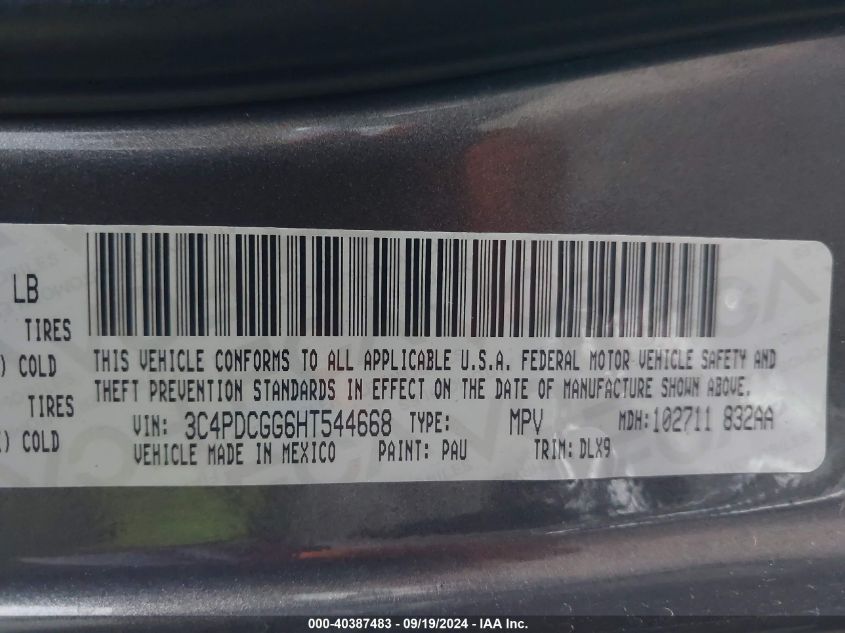 LB
TIRES
) COLD
TIRES
) COLD
THIS VEHICLE CONFORMS TO ALL APPLICABLE U.S.A. FEDERAL MOTOR VEHICLE SAFETY AND
THEFT PREVENTION STANDARDS IN EFFECT ON THE DATE OF MANUFACTURE SHOWN ABOVE.
VIN: 3C4PDCGG6HT544668 TYPE: MPV MDH:102711 832AA
VEHICLE MADE IN MEXICO PAINT: PAU TRIM: DLX9
000-40387483 - 09/19/2024 - IAA Inc.